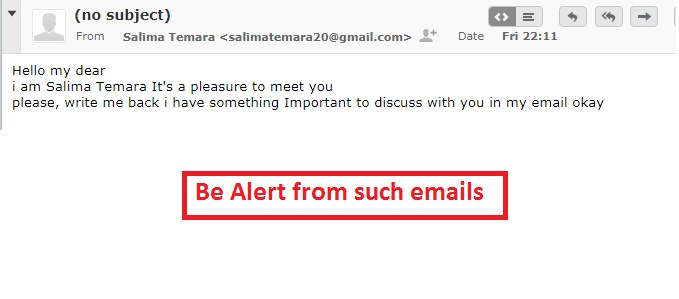 (no subject)
From Salima Temara <salimatemara20@gmail.com> Date Fri 22:11
Hello my dear
i am Salima Temara It's a pleasure to meet you
please, write me back i have something Important to discuss with you in my email okay
Be Alert from such emails